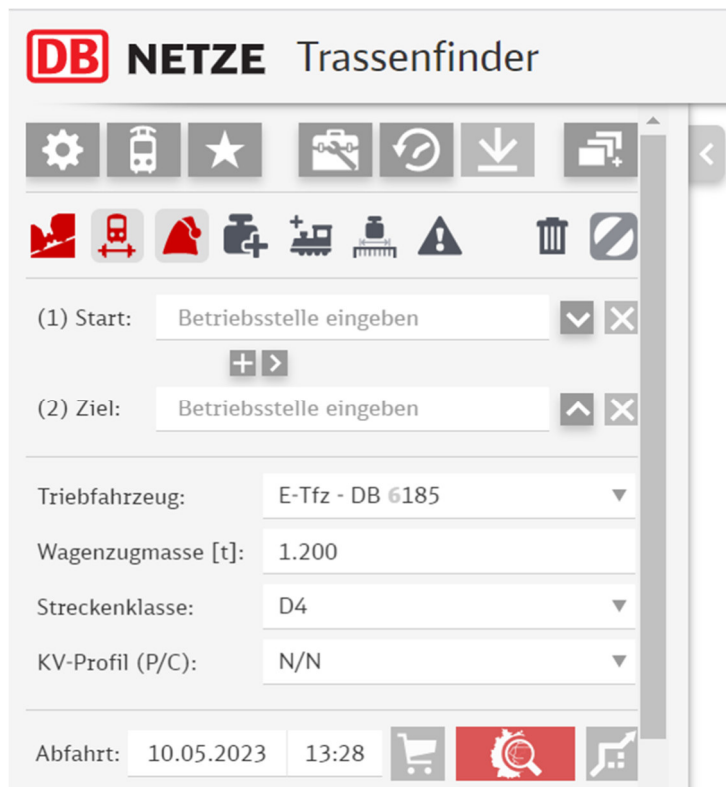 DB NETZE Trassenfinder
(1) Start: Betriebsstelle eingeben
(2) Ziel: Betriebsstelle eingeben
Triebfahrzeug: E-Tfz - DB 6185
Wagenzugmasse [t]: 1.200
Streckenklasse: D4
KV-Profil (P/C): N/N
Abfahrt: 10.05.2023 13:28